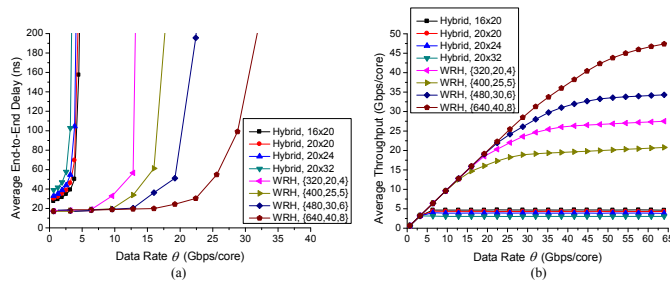 200
180
160
140
120
100
80
60
40
20
0
Average End-to-End Delay (ns)
0 5 10 15 20 25 30 35 40
Data Rate θ (Gbps/core)
Hybrid, 16x20
Hybrid, 20x20
Hybrid, 20x24
Hybrid, 20x32
WRH, {320,20,4}
WRH, {400,25,5}
WRH, {480,30,6}
WRH, {640,40,8}
(a)
50
45
40
35
30
25
20
15
10
5
0
Average Throughput (Gbps/core)
Hybrid, 16x20
Hybrid, 20x20
Hybrid, 20x24
Hybrid, 20x32
WRH, {320,20,4}
WRH, {400,25,5}
WRH, {480,30,6}
WRH, {640,40,8}
0 5 10 15 20 25 30 35 40 45 50 55 60 65
Data Rate θ (Gbps/core)
(b)